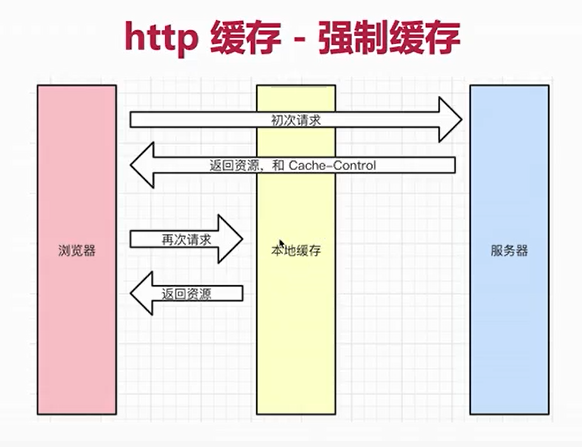 http 缓存 - 强制缓存
初次请求
返回资源，和 Cache-Control
再次请求
浏览器
本地缓存
服务器
返回资源